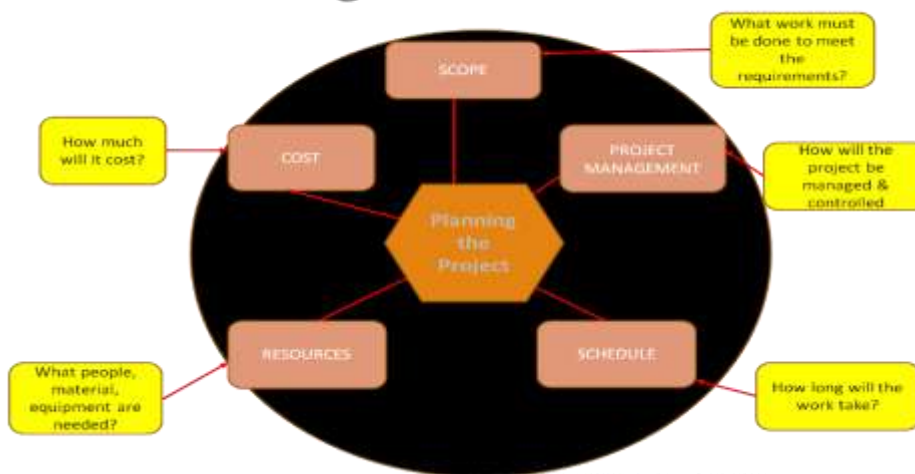 What work must
be done to meet
the
requirements?
SCOPE
How much
will it cost?
COST
PROJECT
MANAGEMENT
How will the
project be
managed &
controlled
Planning
the
Project
RESOURCES
SCHEDULE
What people,
material,
equipment are
needed?
How long will the
work take?